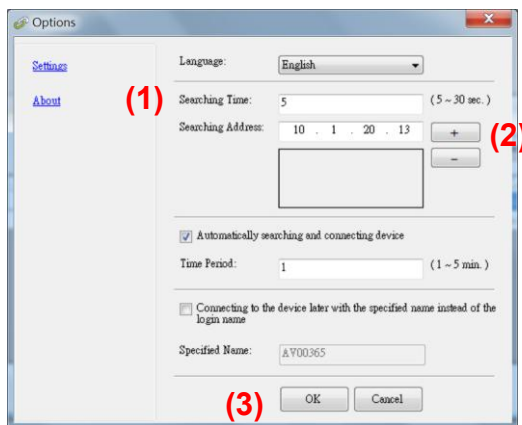 Options
Settings
About
Language: English
(1) Searching Time: 5 (5 ~ 30 sec.)
Searching Address: 10 . 1 . 20 . 13 + (2)
−
Automatically searching and connecting device
Time Period: 1 (1 ~ 5 min.)
Connecting to the device later with the specified name instead of the
login name
Specified Name: AV00365
(3) OK Cancel